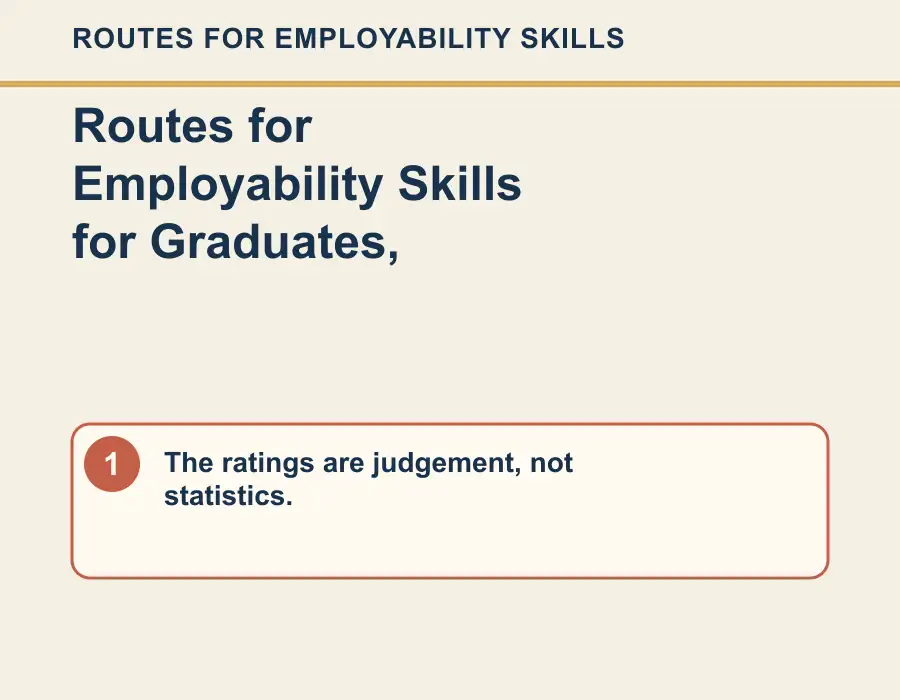 ROUTES FOR EMPLOYABILITY SKILLS
Routes for
Employability Skills
for Graduates,
1
The ratings are judgement, not
statistics.